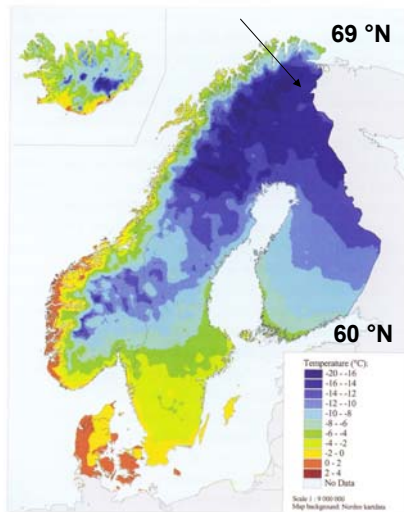 69 °N
60 °N
Temperature (°C):
-20 - -16
-16 - -14
-14 - -12
-12 - -10
-10 - -8
-8 - -6
-6 - -4
-4 - -2
-2 - 0
0 - 2
2 - 4
No Data
Scale 1 : 9 000 000
Map background: Norden kartdata